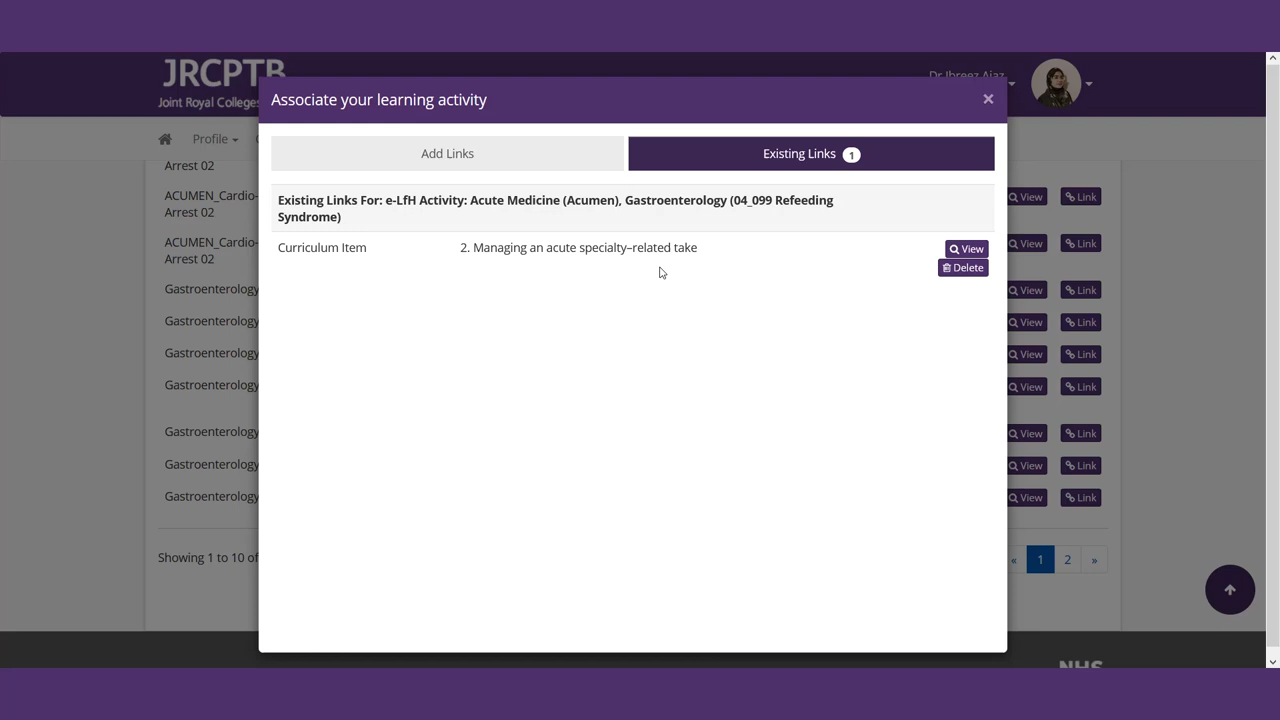 JRCPTB
Joint Royal Colleges
Associate your learning activity
×
Profile
Add Links
Existing Links 1
Arrest 02
ACUMEN_Cardio-
Arrest 02
View Link
Existing Links For: e-LfH Activity: Acute Medicine (Acumen), Gastroenterology (04_099 Refeeding
Syndrome)
ACUMEN_Cardio-
Arrest 02
View Link
Curriculum Item
2. Managing an acute specialty–related take
View
Delete
Gastroenterology
View Link
Gastroenterology
View Link
Gastroenterology
View Link
Gastroenterology
View Link
Gastroenterology
View Link
Gastroenterology
View Link
Gastroenterology
View Link
Showing 1 to 10 of
« 1 2 »